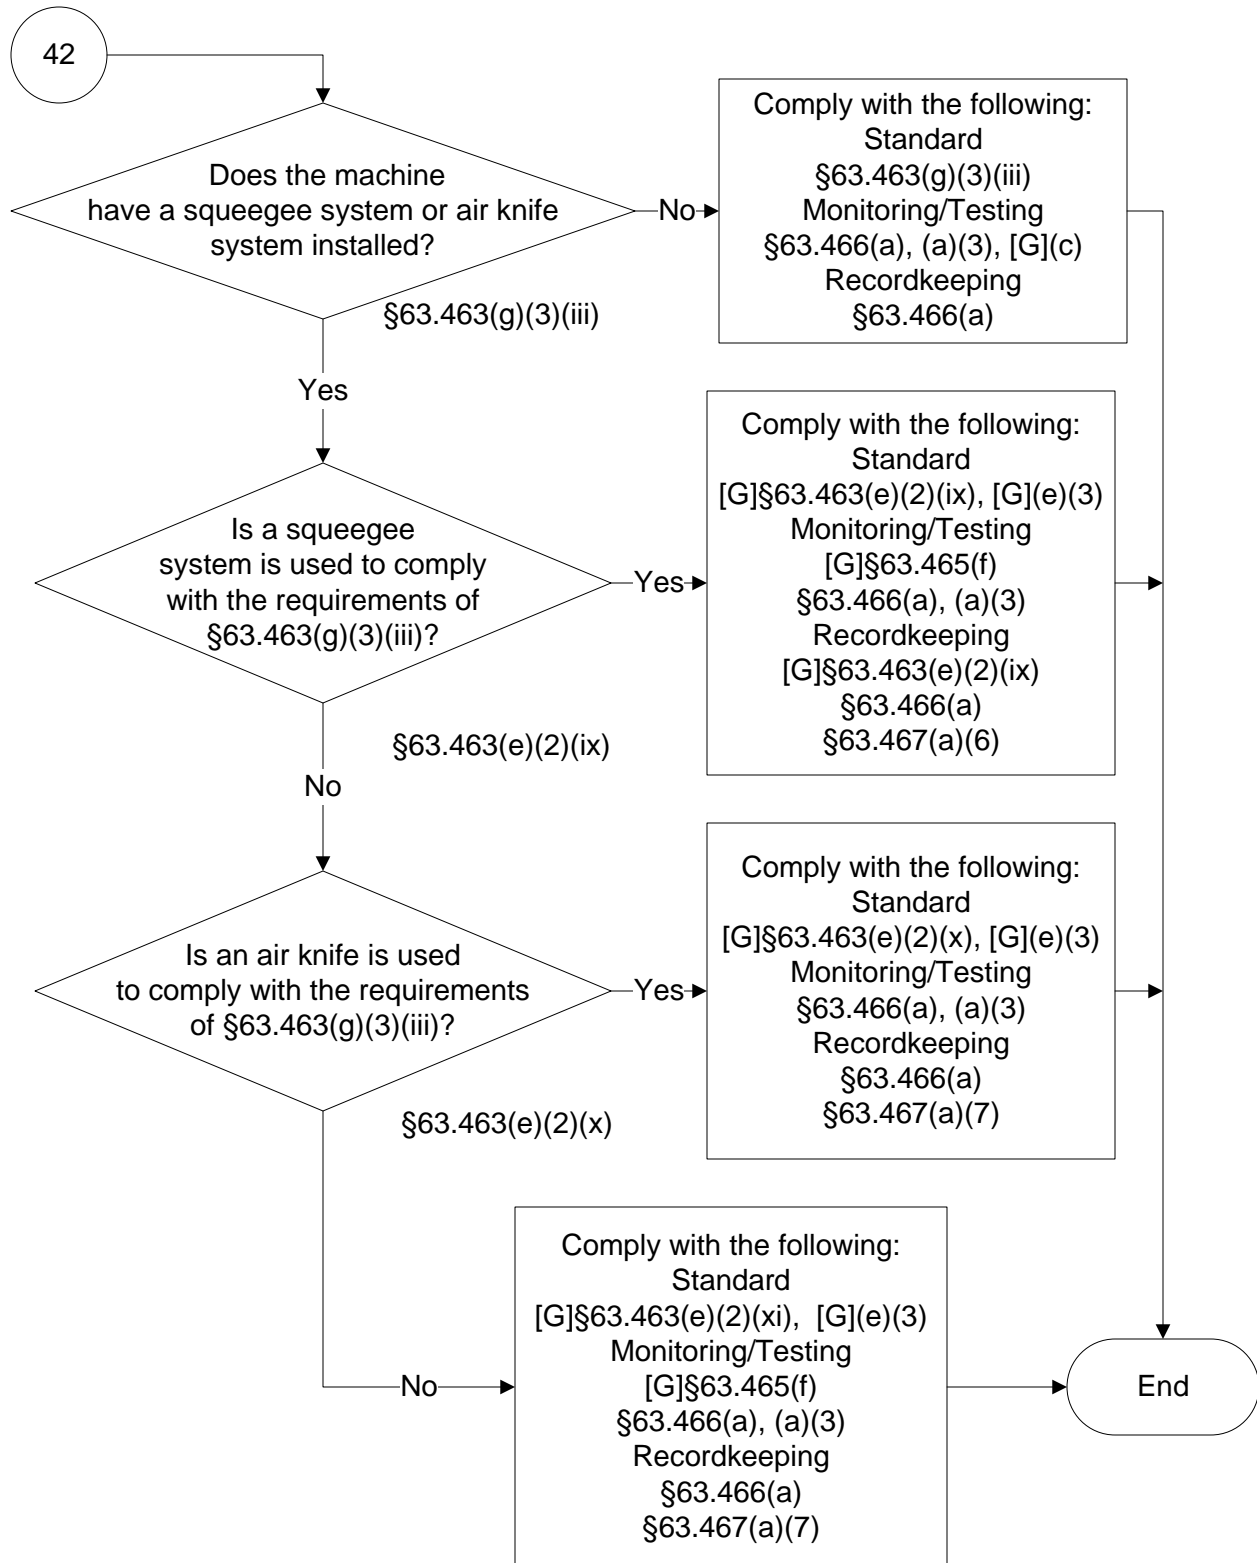 42
Does the machine
have a squeegee system or air knife
system installed?
§63.463(g)(3)(iii)
No
Comply with the following:
Standard
§63.463(g)(3)(iii)
Monitoring/Testing
§63.466(a), (a)(3), [G](c)
Recordkeeping
§63.466(a)
Yes
Is a squeegee
system is used to comply
with the requirements of
§63.463(g)(3)(iii)?
§63.463(e)(2)(ix)
Yes
Comply with the following:
Standard
[G]§63.463(e)(2)(ix), [G](e)(3)
Monitoring/Testing
[G]§63.465(f)
§63.466(a), (a)(3)
Recordkeeping
[G]§63.463(e)(2)(ix)
§63.466(a)
§63.467(a)(6)
No
Is an air knife is used
to comply with the requirements
of §63.463(g)(3)(iii)?
§63.463(e)(2)(x)
Yes
Comply with the following:
Standard
[G]§63.463(e)(2)(x), [G](e)(3)
Monitoring/Testing
§63.466(a), (a)(3)
Recordkeeping
§63.466(a)
§63.467(a)(7)
No
Comply with the following:
Standard
[G]§63.463(e)(2)(xi), [G](e)(3)
Monitoring/Testing
[G]§63.465(f)
§63.466(a), (a)(3)
Recordkeeping
§63.466(a)
§63.467(a)(7)
End